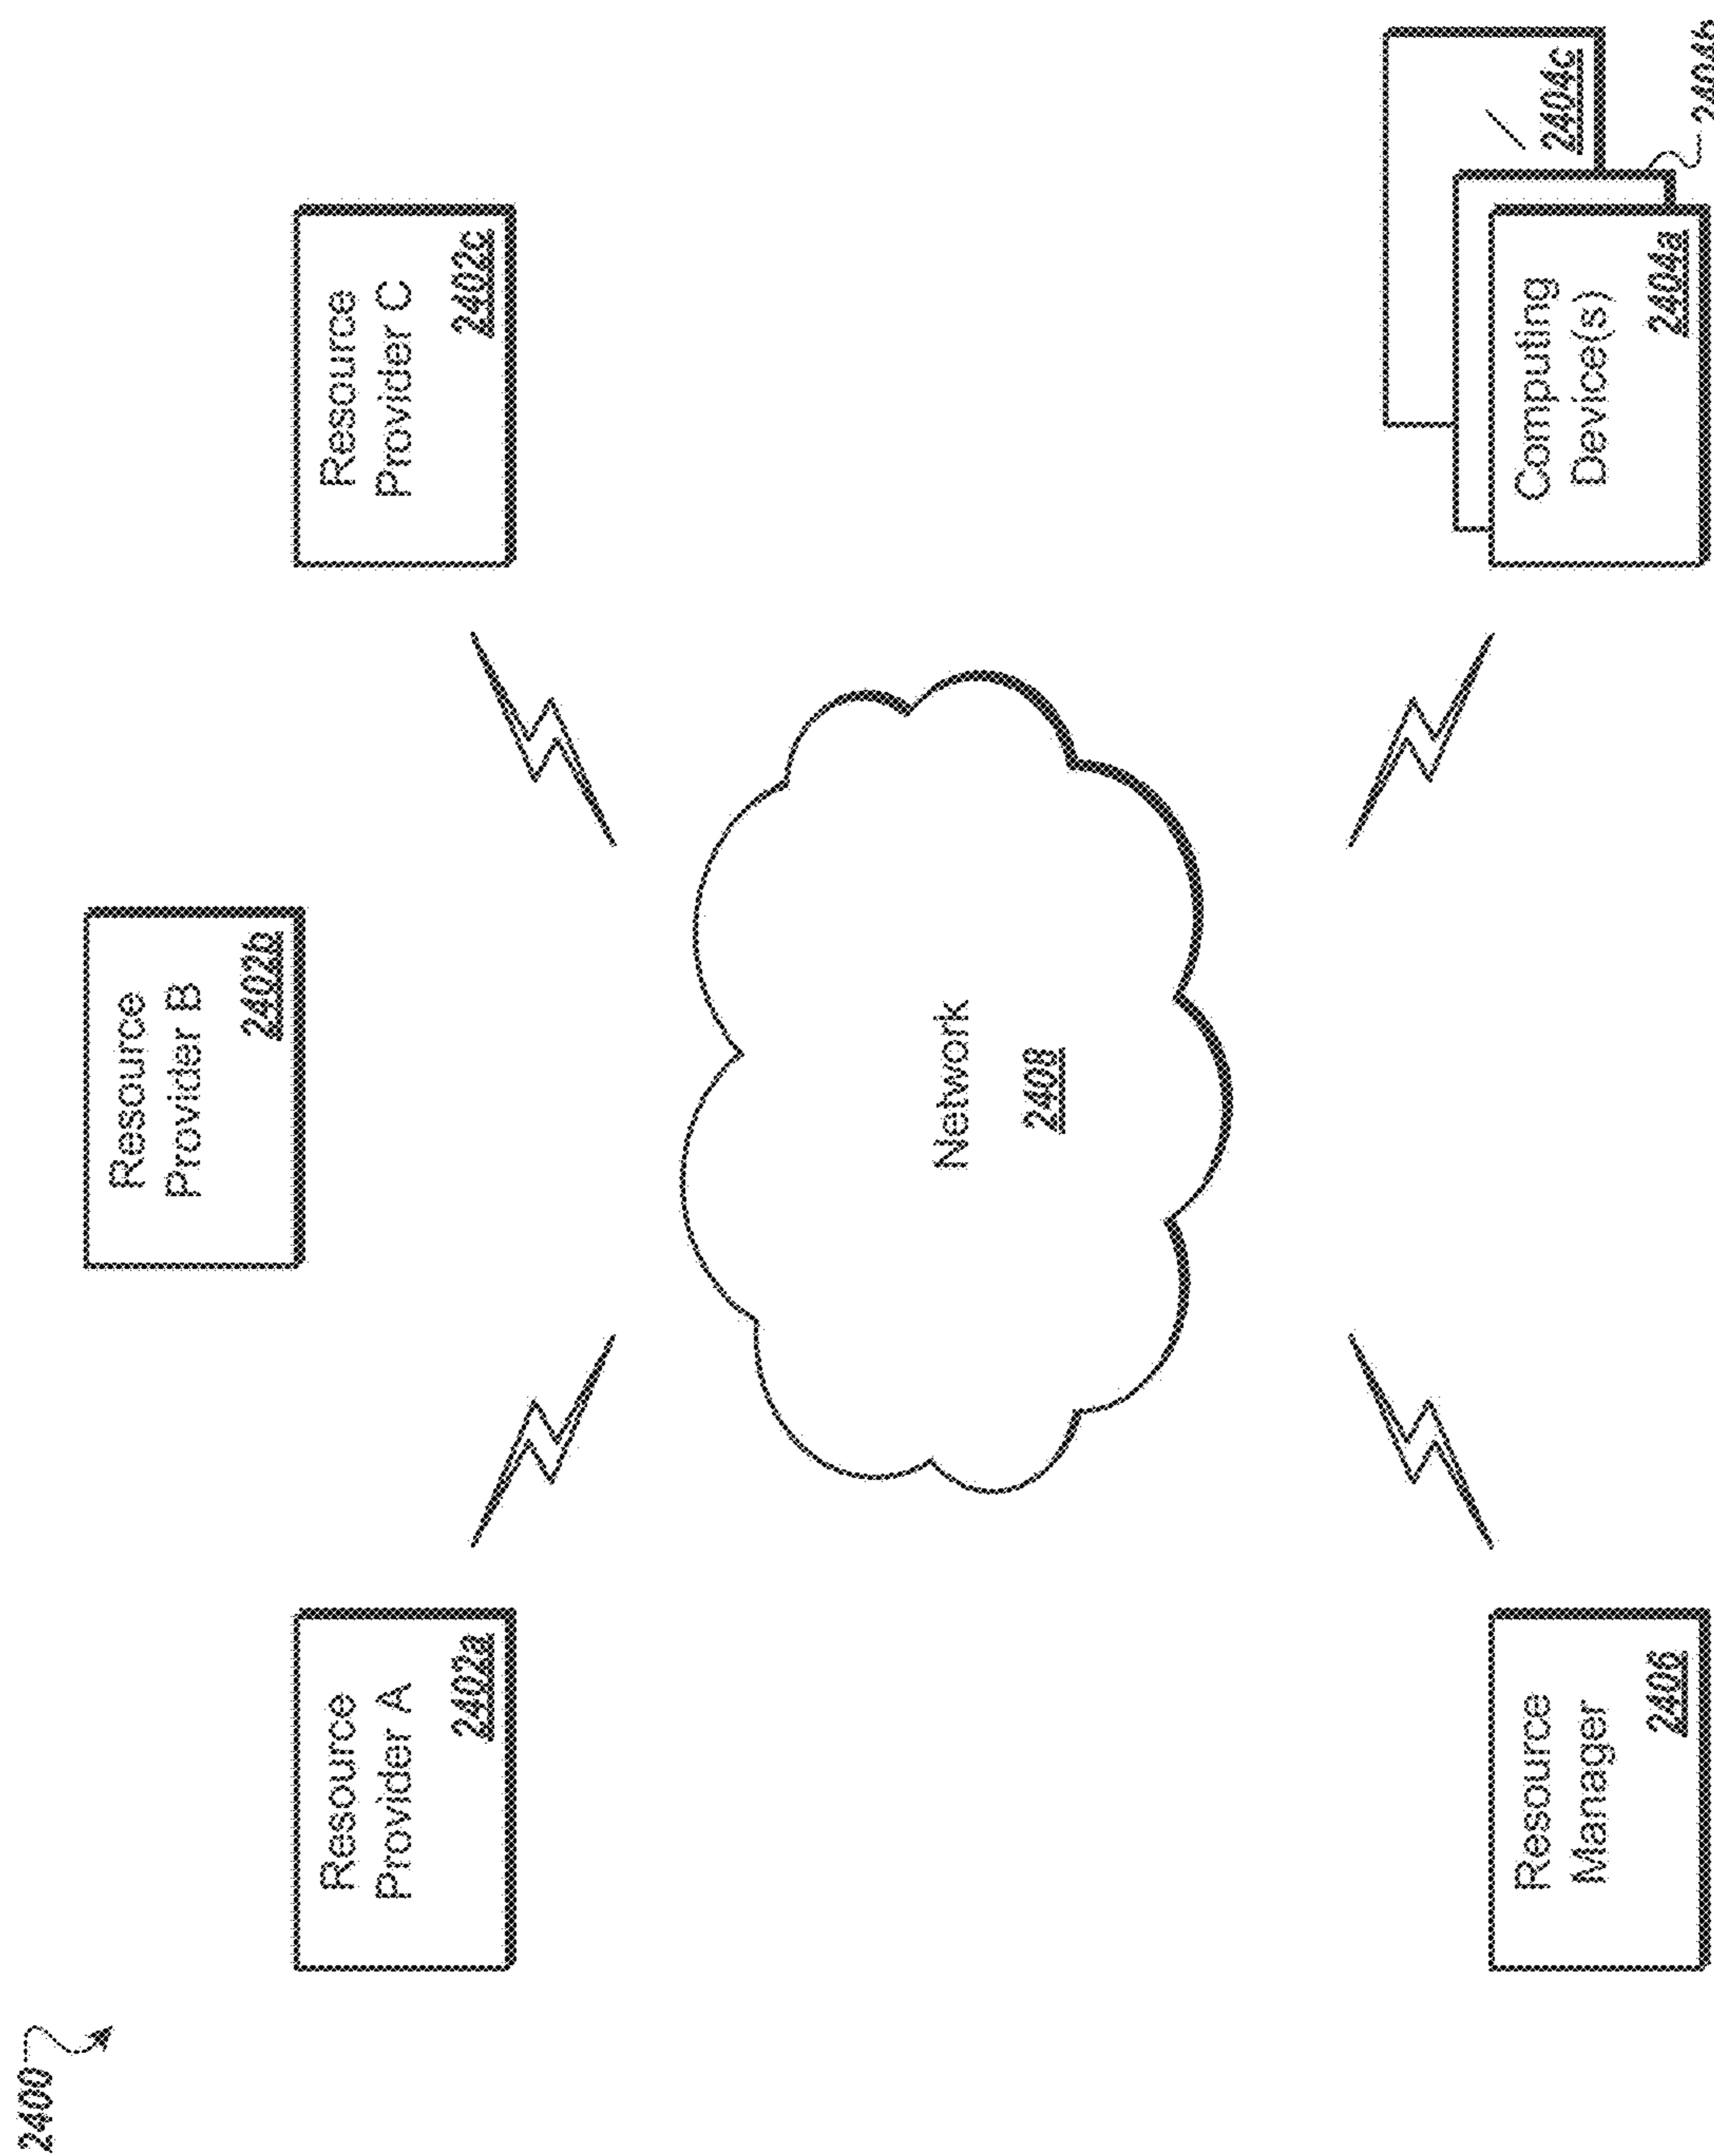 2400
Resource
Provider B
2402b
Resource
Provider A
2402a
Resource
Provider C
2402c
Network
2408
Resource
Manager
2406
Computing
Device(s)
2404a
2404c
2404b